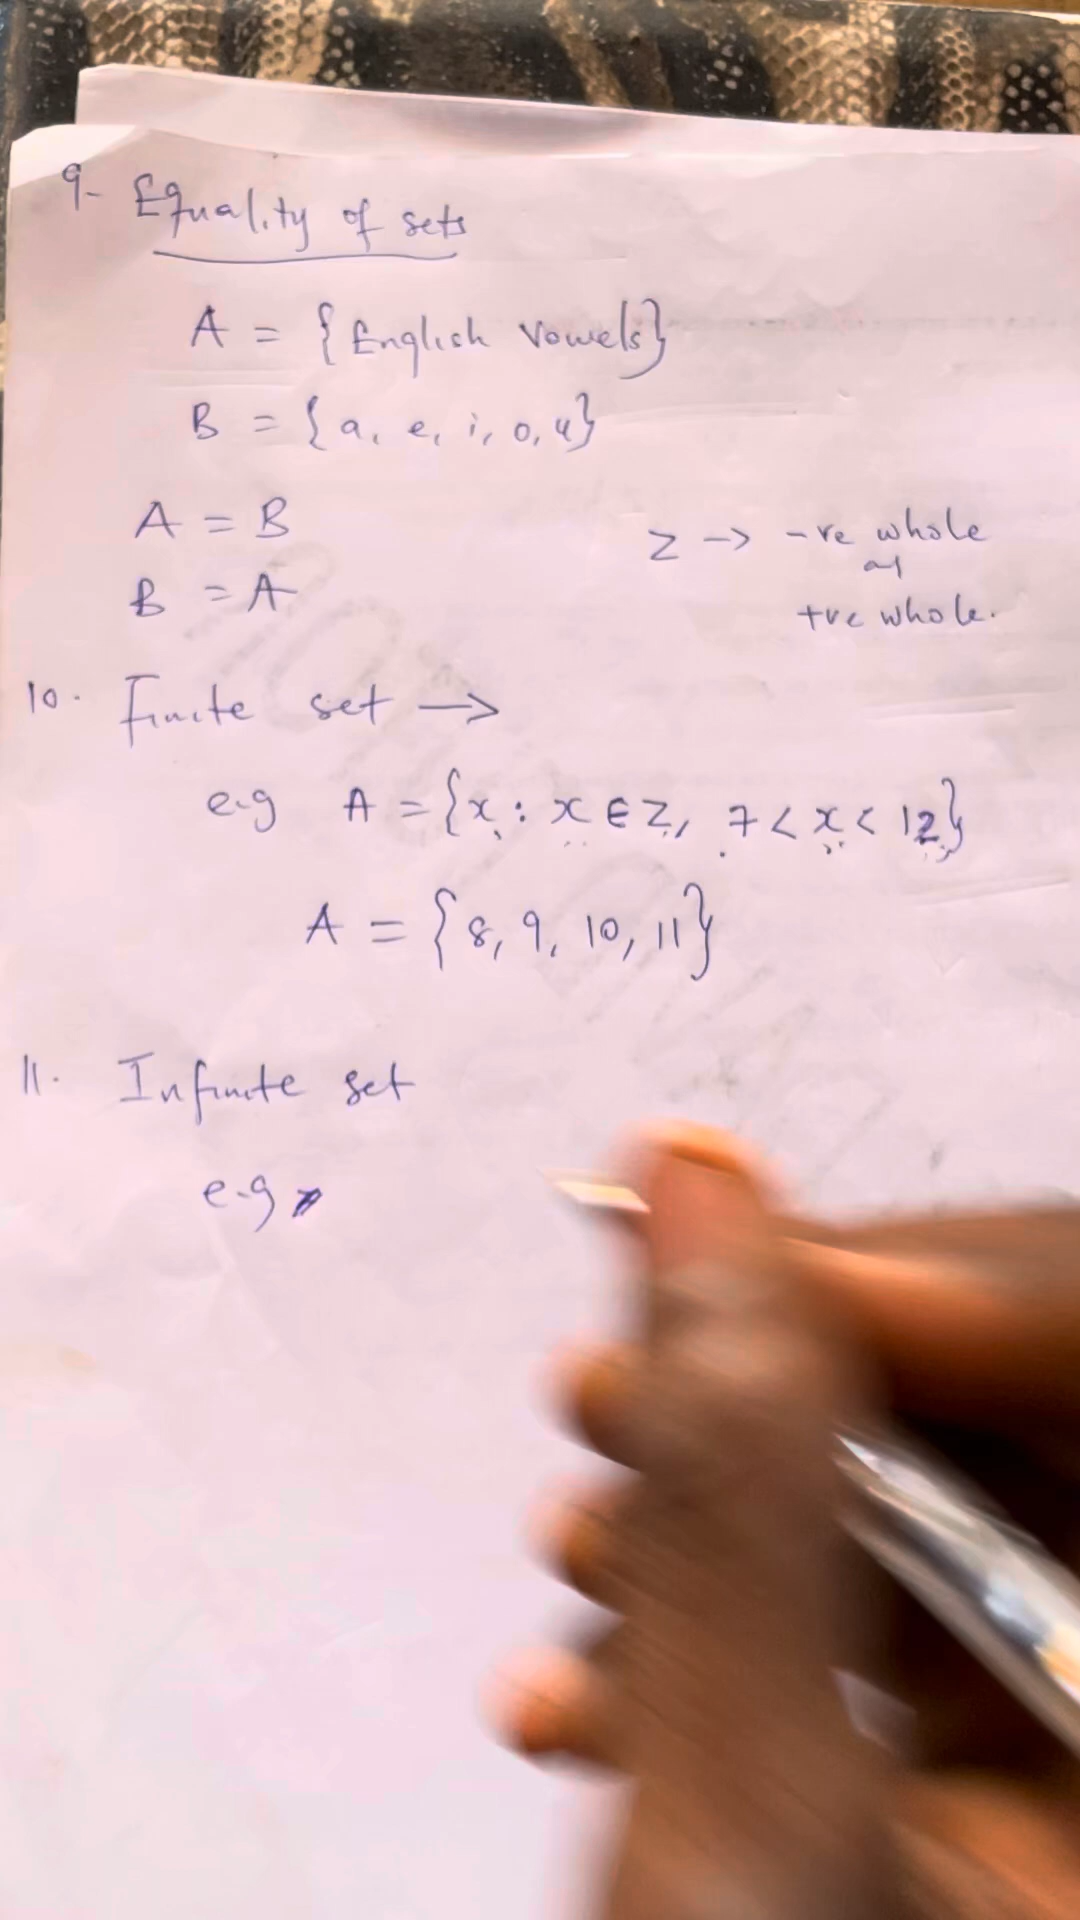 9- Equality of sets
A = {English Vowels}
B = {a, e, i, o, u}
A = B
B = A
Z -> -ve whole
+ve whole.
10. Finite set ->
e.g A = {x : x ∈ Z, 7 < x < 12}
A = {8, 9, 10, 11}
11. Infinite set
e.g